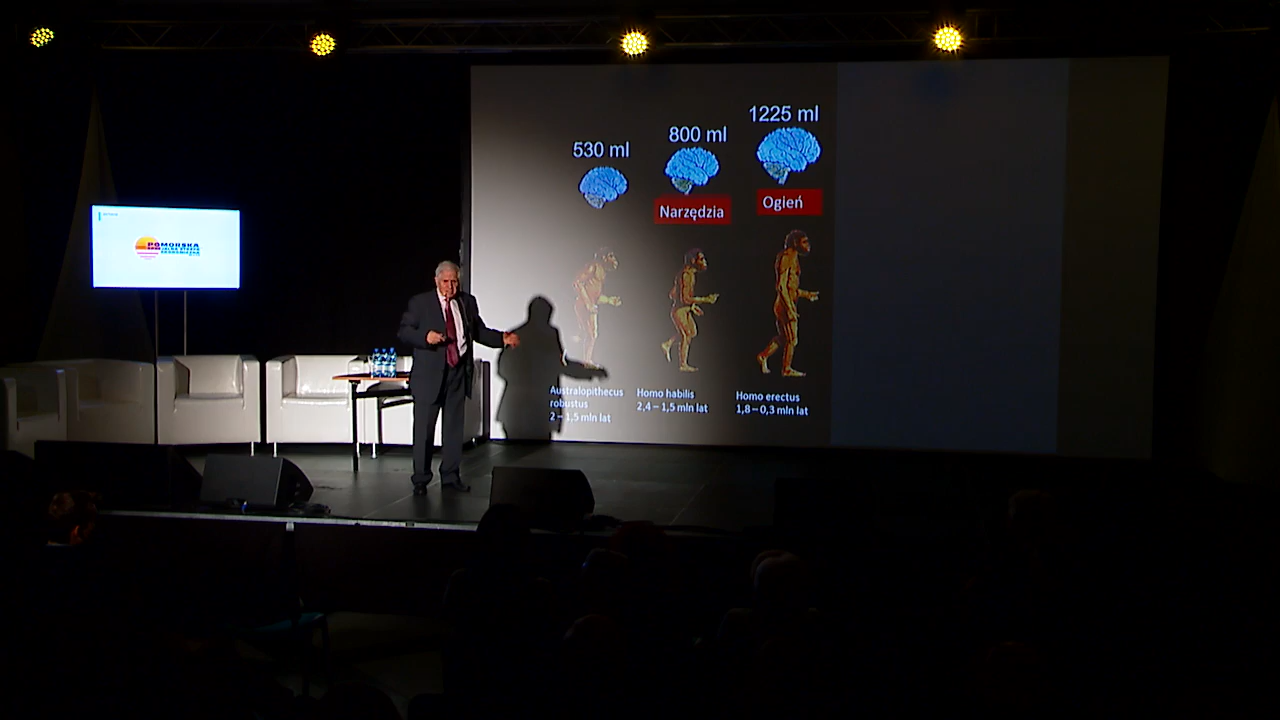 530 ml
800 ml
1225 ml
Narzędzia
Ogień
Australopithecus
robustus
2 – 1,5 mln lat
Homo habilis
2,4 – 1,5 mln lat
Homo erectus
1,8 – 0,3 mln lat
POMORSKA